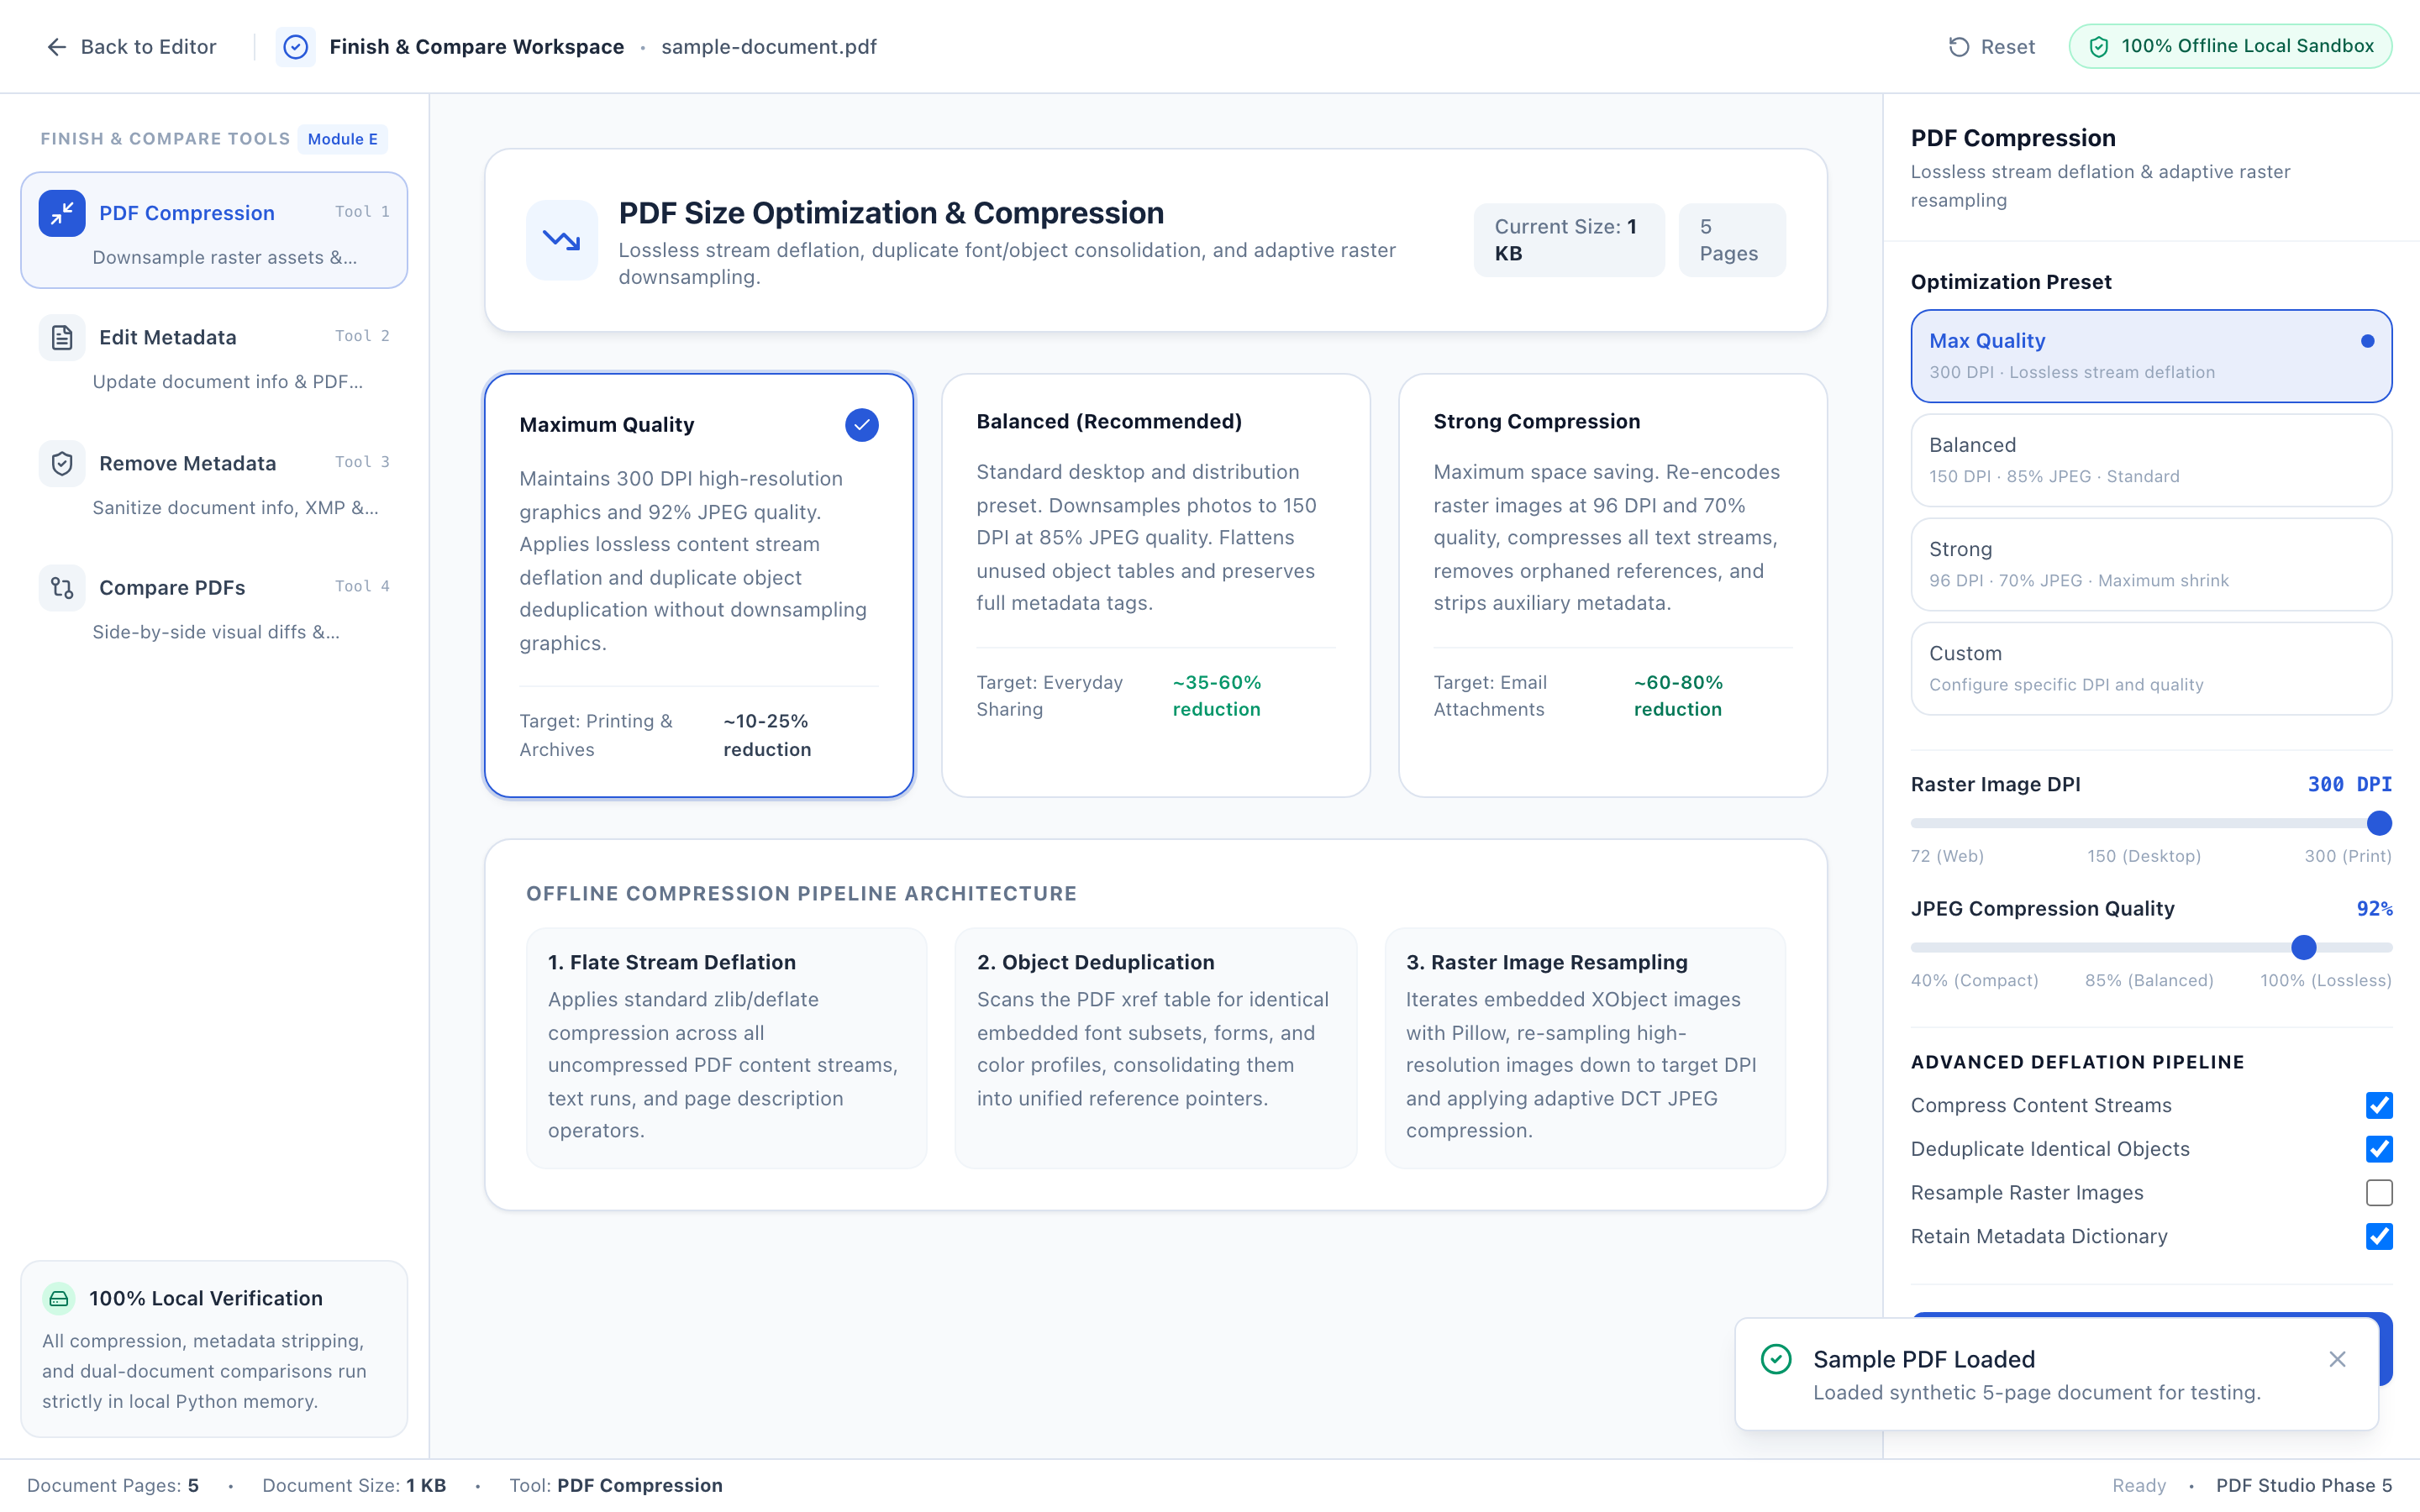 Back to Editor
Finish & Compare Workspace • sample-document.pdf
Reset
100% Offline Local Sandbox
FINISH & COMPARE TOOLS
Module E
PDF Compression
Tool 1
Downsample raster assets &...
Edit Metadata
Tool 2
Update document info & PDF...
Remove Metadata
Tool 3
Sanitize document info, XMP &...
Compare PDFs
Tool 4
Side-by-side visual diffs &...
100% Local Verification
All compression, metadata stripping,
and dual-document comparisons run
strictly in local Python memory.
PDF Size Optimization & Compression
Lossless stream deflation, duplicate font/object consolidation, and adaptive raster
downsampling.
Current Size: 1
KB
5
Pages
Maximum Quality
Maintains 300 DPI high-resolution
graphics and 92% JPEG quality.
Applies lossless content stream
deflation and duplicate object
deduplication without downsampling
graphics.
Target: Printing &
Archives
~10-25%
reduction
Balanced (Recommended)
Standard desktop and distribution
preset. Downsamples photos to 150
DPI at 85% JPEG quality. Flattens
unused object tables and preserves
full metadata tags.
Target: Everyday
Sharing
~35-60%
reduction
Strong Compression
Maximum space saving. Re-encodes
raster images at 96 DPI and 70%
quality, compresses all text streams,
removes orphaned references, and
strips auxiliary metadata.
Target: Email
Attachments
~60-80%
reduction
OFFLINE COMPRESSION PIPELINE ARCHITECTURE
1. Flate Stream Deflation
Applies standard zlib/deflate
compression across all
uncompressed PDF content streams,
text runs, and page description
operators.
2. Object Deduplication
Scans the PDF xref table for identical
embedded font subsets, forms, and
color profiles, consolidating them
into unified reference pointers.
3. Raster Image Resampling
Iterates embedded XObject images
with Pillow, re-sampling high-
resolution images down to target DPI
and applying adaptive DCT JPEG
compression.
PDF Compression
Lossless stream deflation & adaptive raster
resampling
Optimization Preset
Max Quality
300 DPI · Lossless stream deflation
Balanced
150 DPI · 85% JPEG · Standard
Strong
96 DPI · 70% JPEG · Maximum shrink
Custom
Configure specific DPI and quality
Raster Image DPI
300 DPI
72 (Web)
150 (Desktop)
300 (Print)
JPEG Compression Quality
92%
40% (Compact)
85% (Balanced)
100% (Lossless)
ADVANCED DEFLATION PIPELINE
Compress Content Streams
Deduplicate Identical Objects
Resample Raster Images
Retain Metadata Dictionary
Sample PDF Loaded
Loaded synthetic 5-page document for testing.
Document Pages: 5 • Document Size: 1 KB • Tool: PDF Compression
Ready • PDF Studio Phase 5